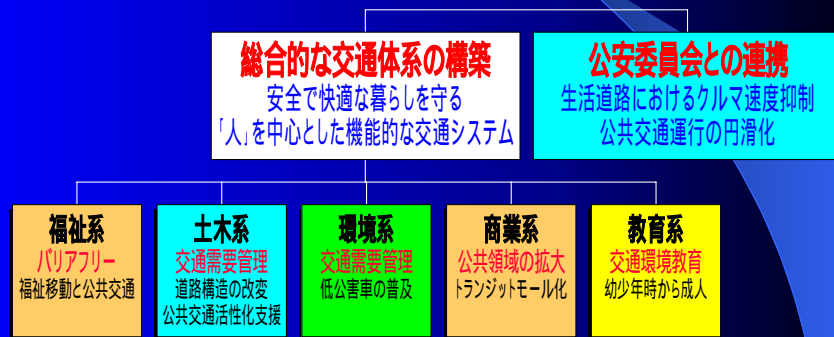 総合的な交通体系の構築
安全で快適な暮らしを守る
「人」を中心とした機能的な交通システム
公安委員会との連携
生活道路におけるクルマ速度抑制
公共交通運行の円滑化
福祉系
バリアフリー
福祉移動と公共交通
土木系
交通需要管理
道路構造の改変
公共交通活性化支援
環境系
交通需要管理
低公害車の普及
商業系
公共領域の拡大
トランジットモール化
教育系
交通環境教育
幼少年時から成人